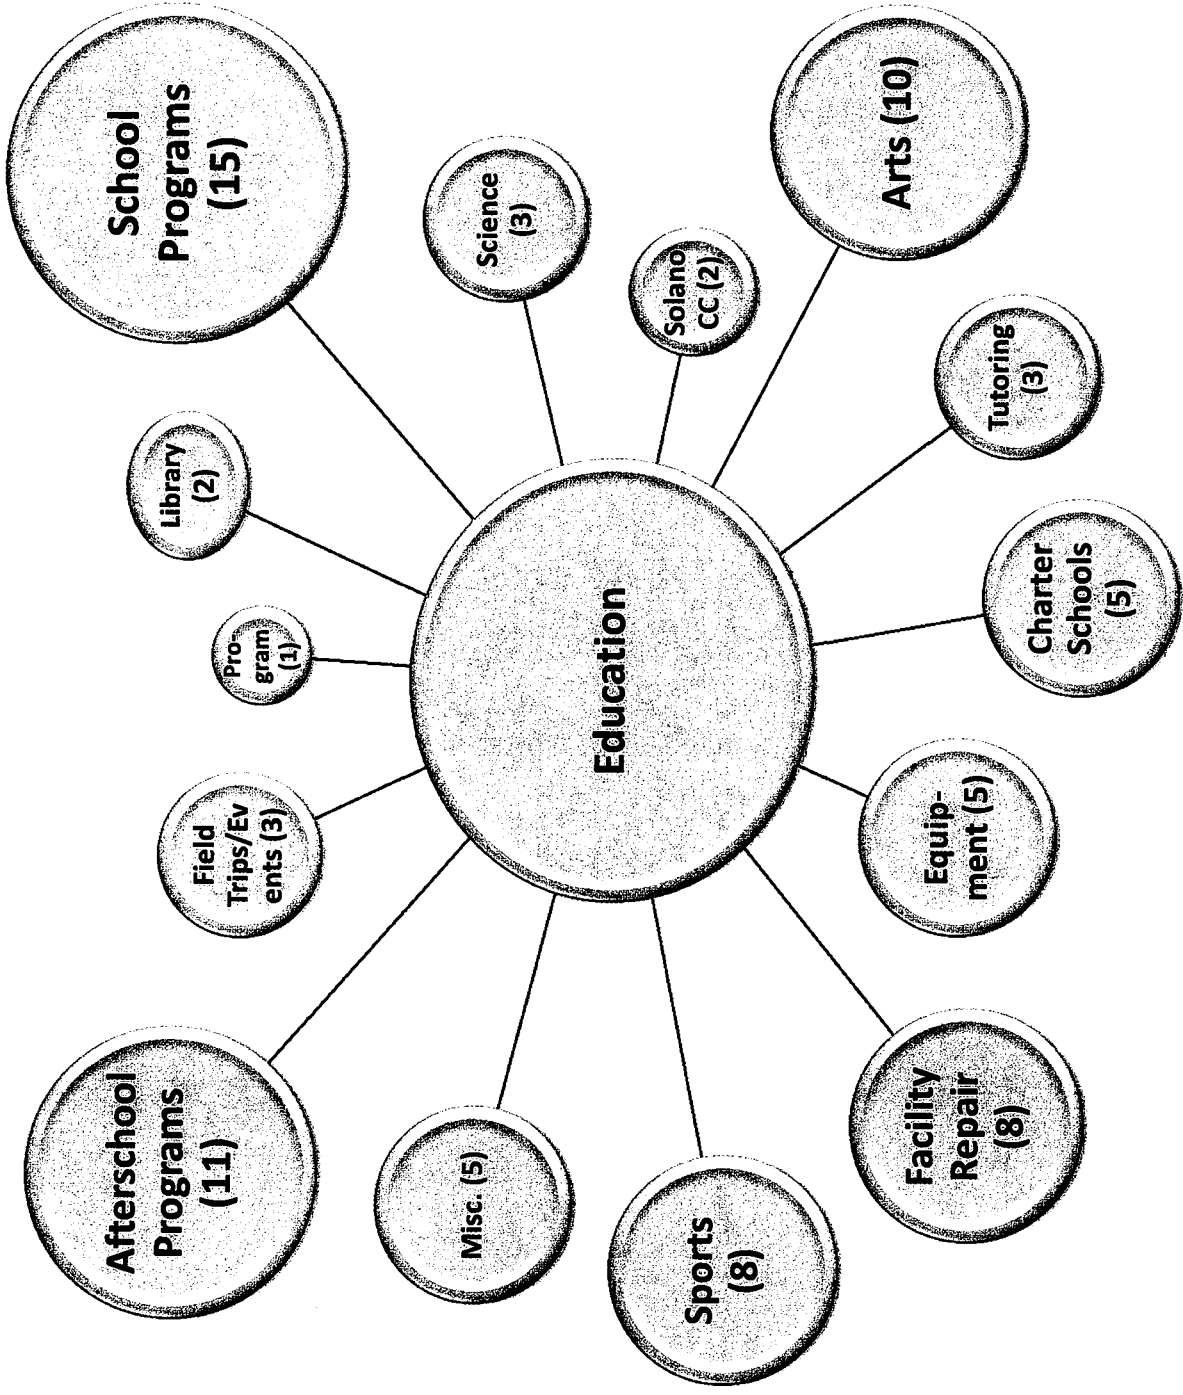 Education
School
Programs
(15)
Science
(3)
Solano
CC (2)
Arts (10)
Tutoring
(3)
Charter
Schools
(5)
Equip-
ment (5)
Facility
Repair
(8)
Sports
(8)
Misc. (5)
Afterschool
Programs
(11)
Field
Trips/Ev
ents (3)
Pro-
gram
(1)
Library
(2)